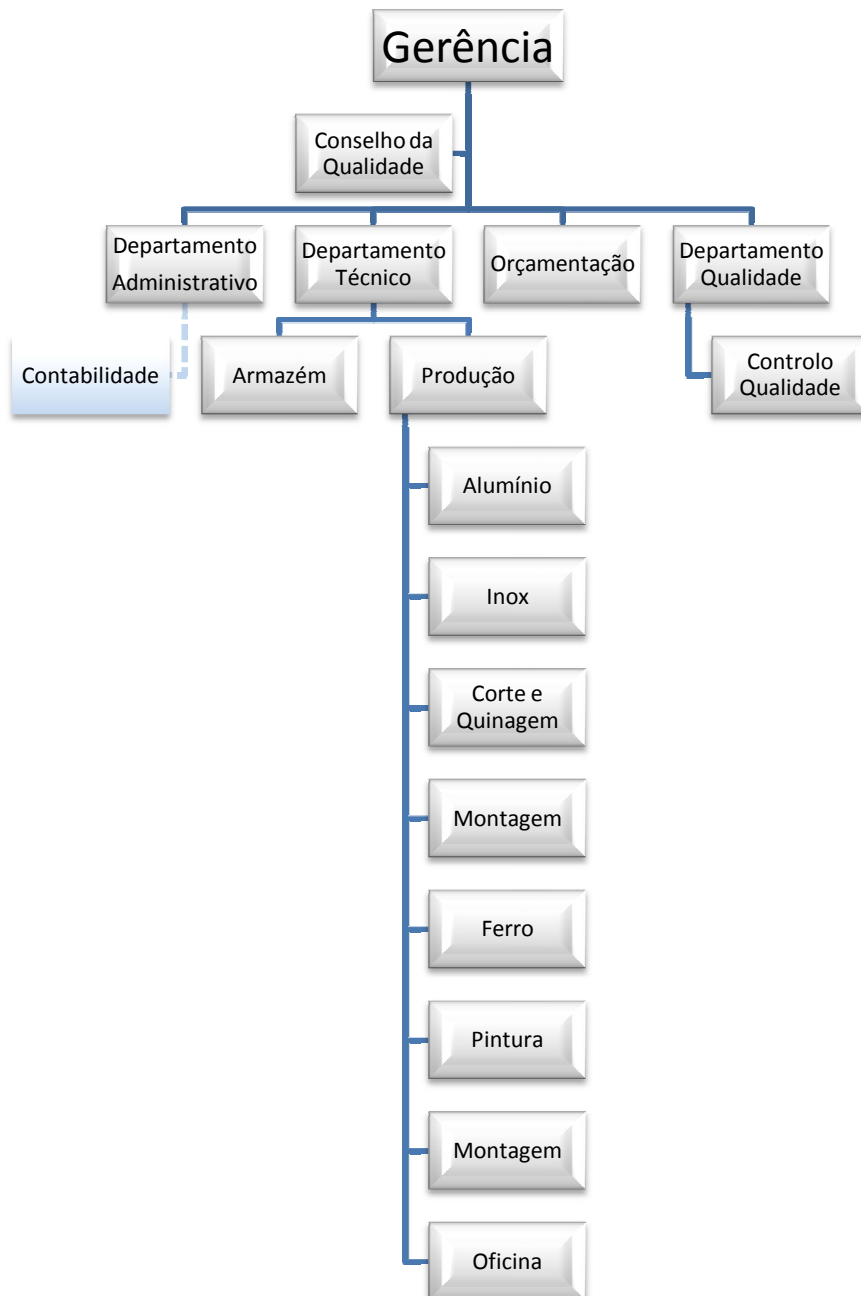 Gerência
Conselho da
Qualidade
Departamento
Administrativo
Departamento
Técnico
Orçamentação
Departamento
Qualidade
Contabilidade
Armazém
Produção
Controlo
Qualidade
Alumínio
Inox
Corte e
Quinagem
Montagem
Ferro
Pintura
Montagem
Oficina